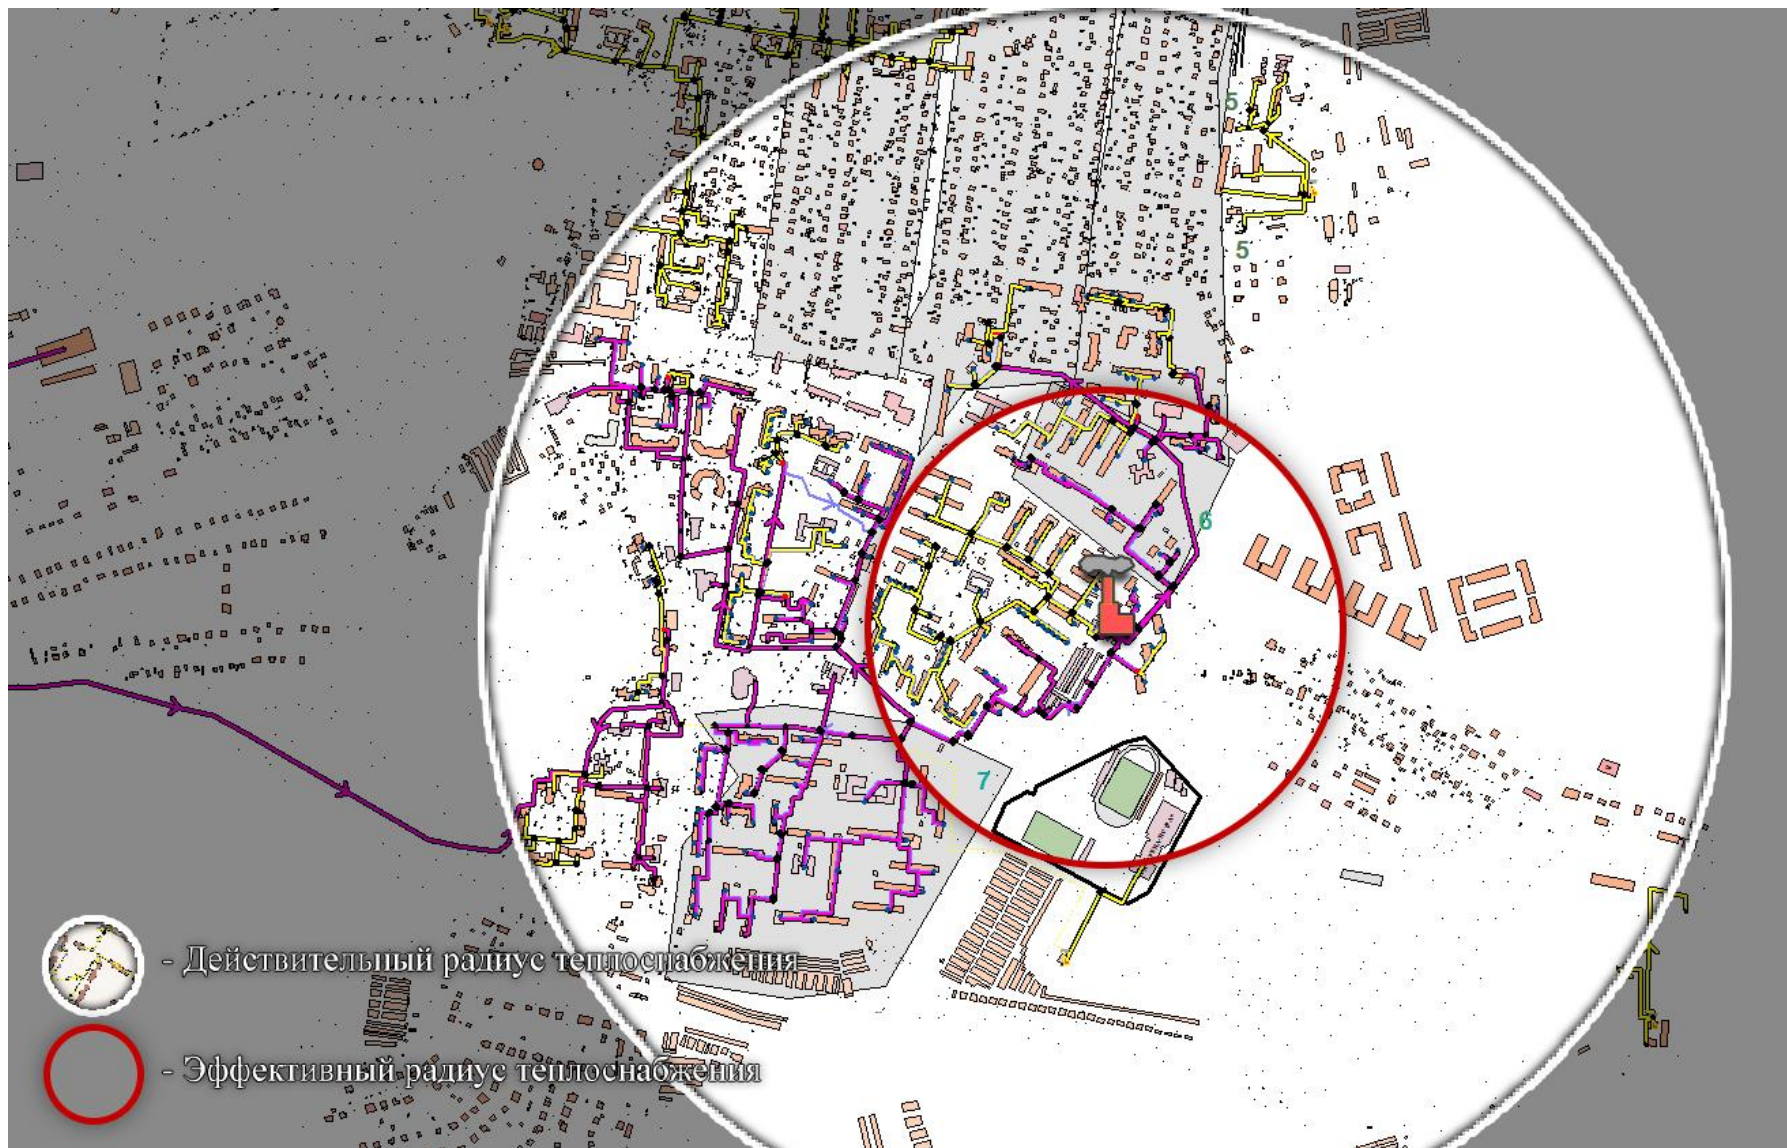 5
5
6
7
- Действительный радиус теплоснабжения
- Эффективный радиус теплоснабжения